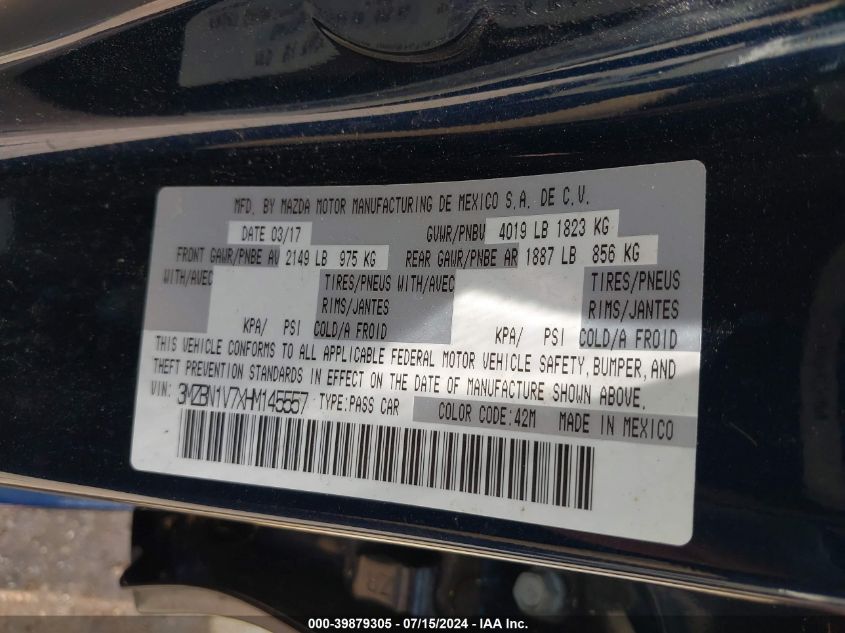 MFD. BY MAZDA MOTOR MANUFACTURING DE MEXICO S.A. DE C.V.
DATE 03/17 GVWR/PNBV 4019 LB 1823 KG
FRONT GAWR/PNBE AV 2149 LB 975 KG REAR GAWR/PNBE AR 1887 LB 856 KG
WITH/AVEC TIRES/PNEUS WITH/AVEC TIRES/PNEUS
RIMS/JANTES RIMS/JANTES
KPA/ PSI COLD/A FROID KPA/ PSI COLD/A FROID
THIS VEHICLE CONFORMS TO ALL APPLICABLE FEDERAL MOTOR VEHICLE SAFETY, BUMPER, AND
THEFT PREVENTION STANDARDS IN EFFECT ON THE DATE OF MANUFACTURE SHOWN ABOVE.
VIN: 3MZBN1V7XHM145557 TYPE:PASS CAR COLOR CODE:42M MADE IN MEXICO
000-39879305 - 07/15/2024 - IAA Inc.